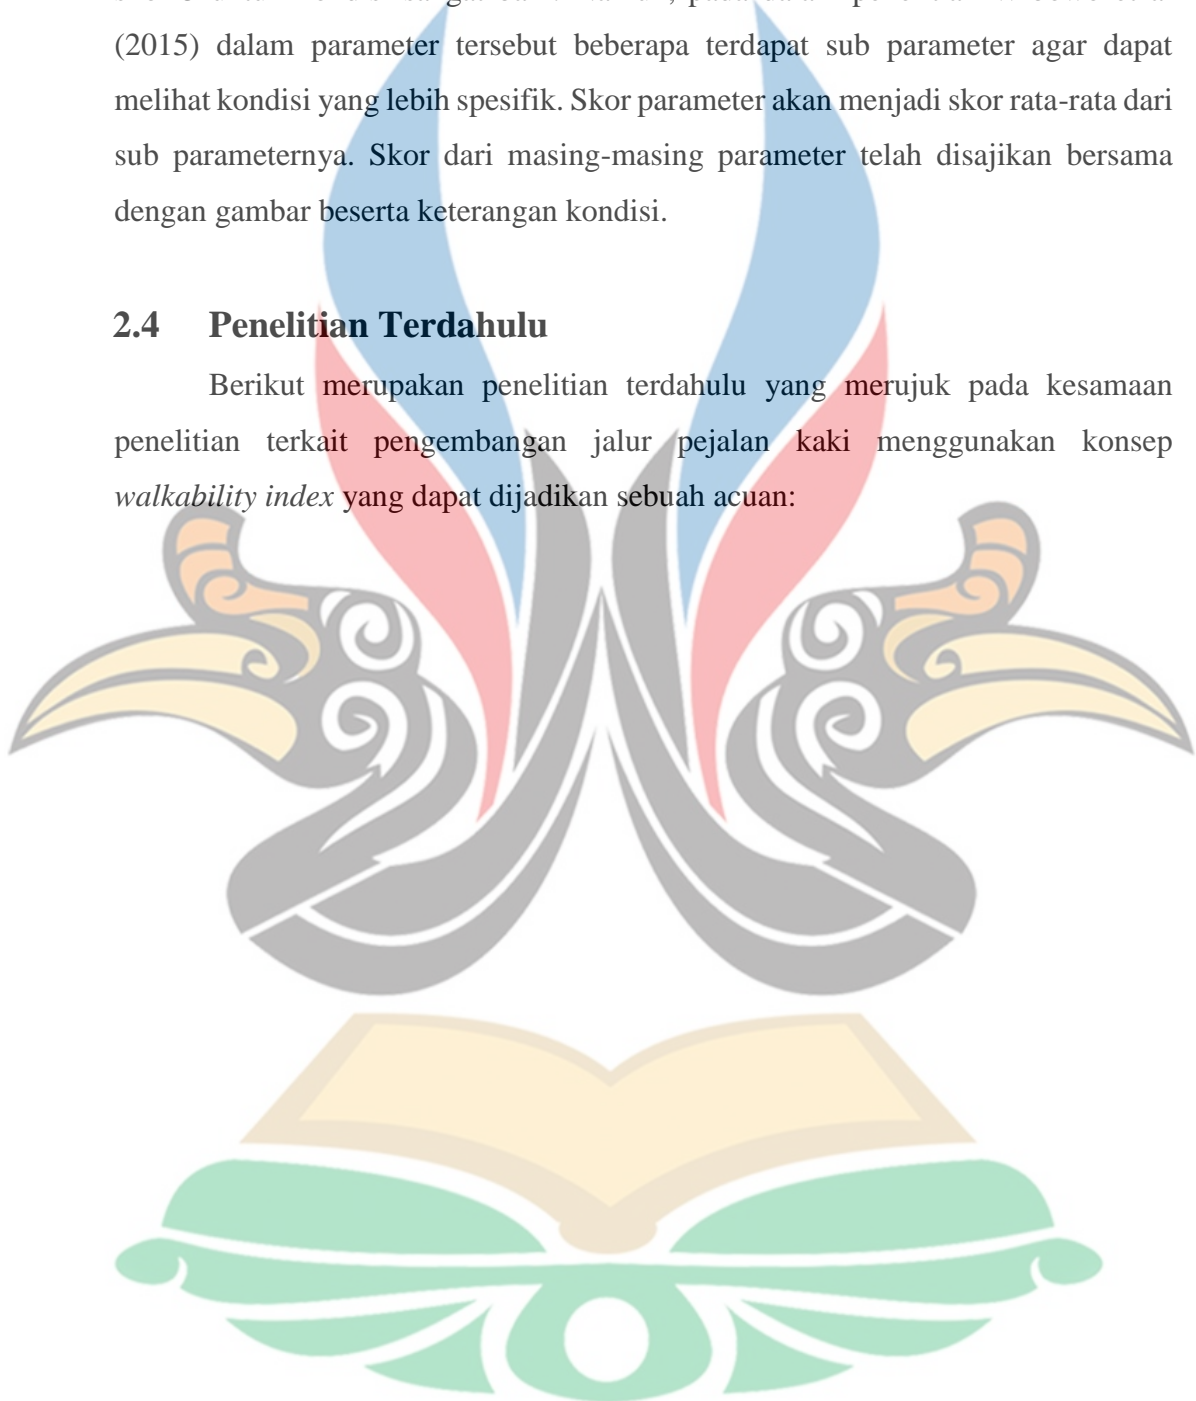 (2015) dalam parameter tersebut beberapa terdapat sub parameter agar dapat
melihat kondisi yang lebih spesifik. Skor parameter akan menjadi skor rata-rata dari
sub parameternya. Skor dari masing-masing parameter telah disajikan bersama
dengan gambar beserta keterangan kondisi.
2.4 Penelitian Terdahulu
Berikut merupakan penelitian terdahulu yang merujuk pada kesamaan
penelitian terkait pengembangan jalur pejalan kaki menggunakan konsep
walkability index yang dapat dijadikan sebuah acuan: